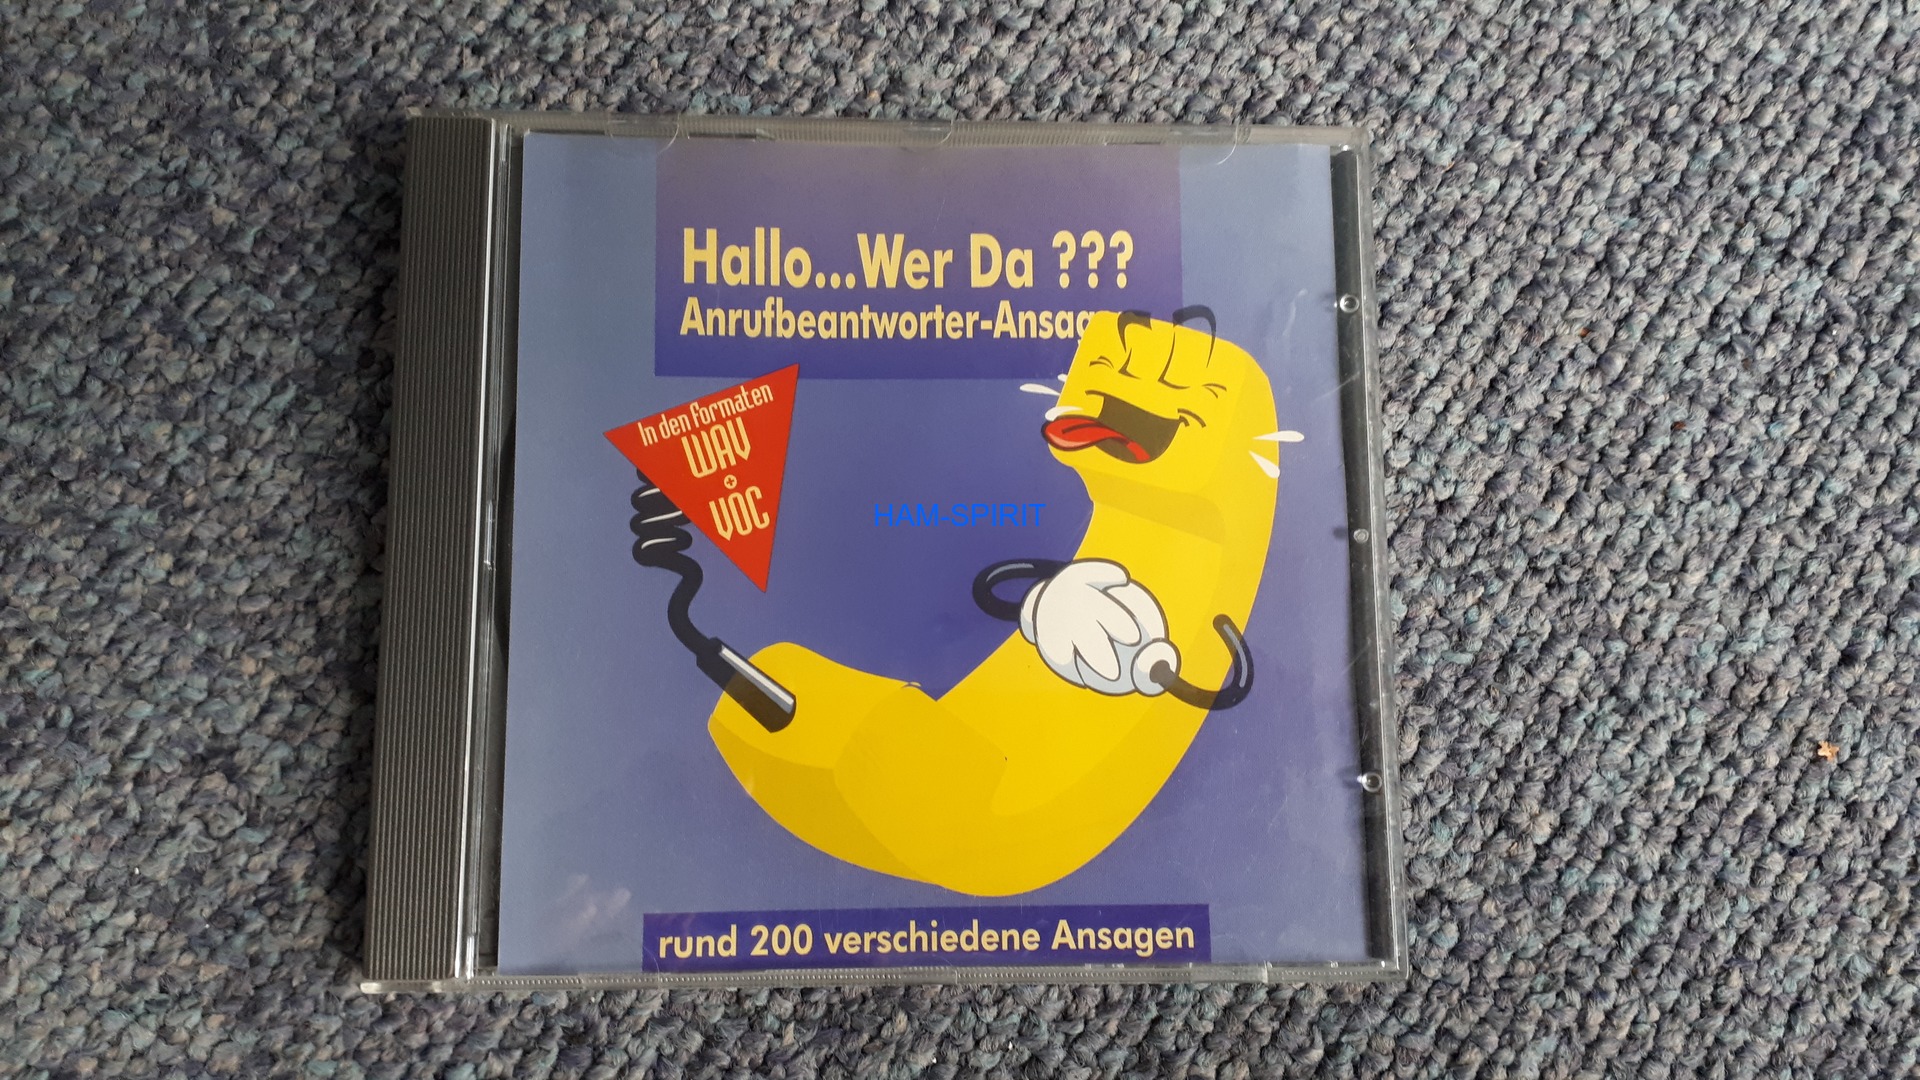 Hallo...Wer Da ???
Anrufbeantworter-Ansag
In den Formaten
WAV
+
VOC
HAM-SPIRIT
rund 200 verschiedene Ansagen